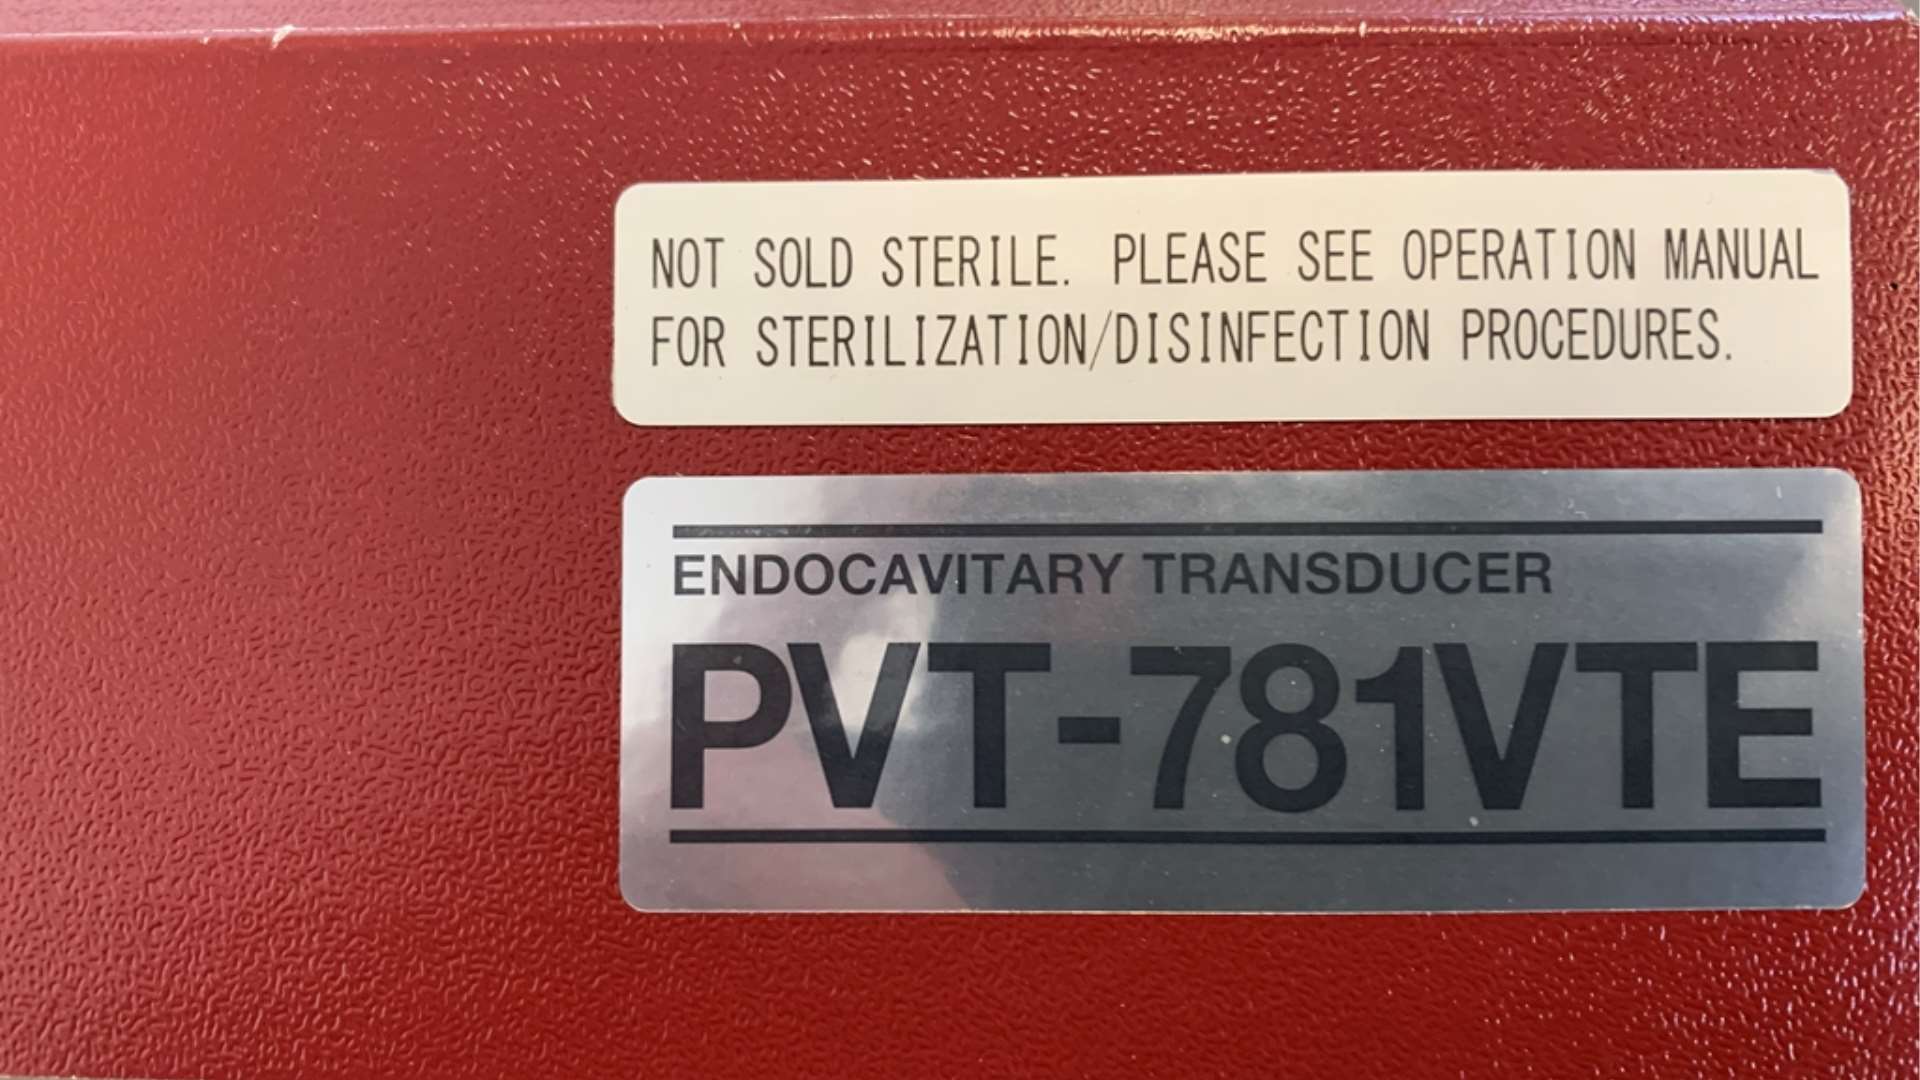 NOT SOLD STERILE. PLEASE SEE OPERATION MANUAL
FOR STERILIZATION/DISINFECTION PROCEDURES.
ENDOCAVITARY TRANSDUCER
PVT-781VTE